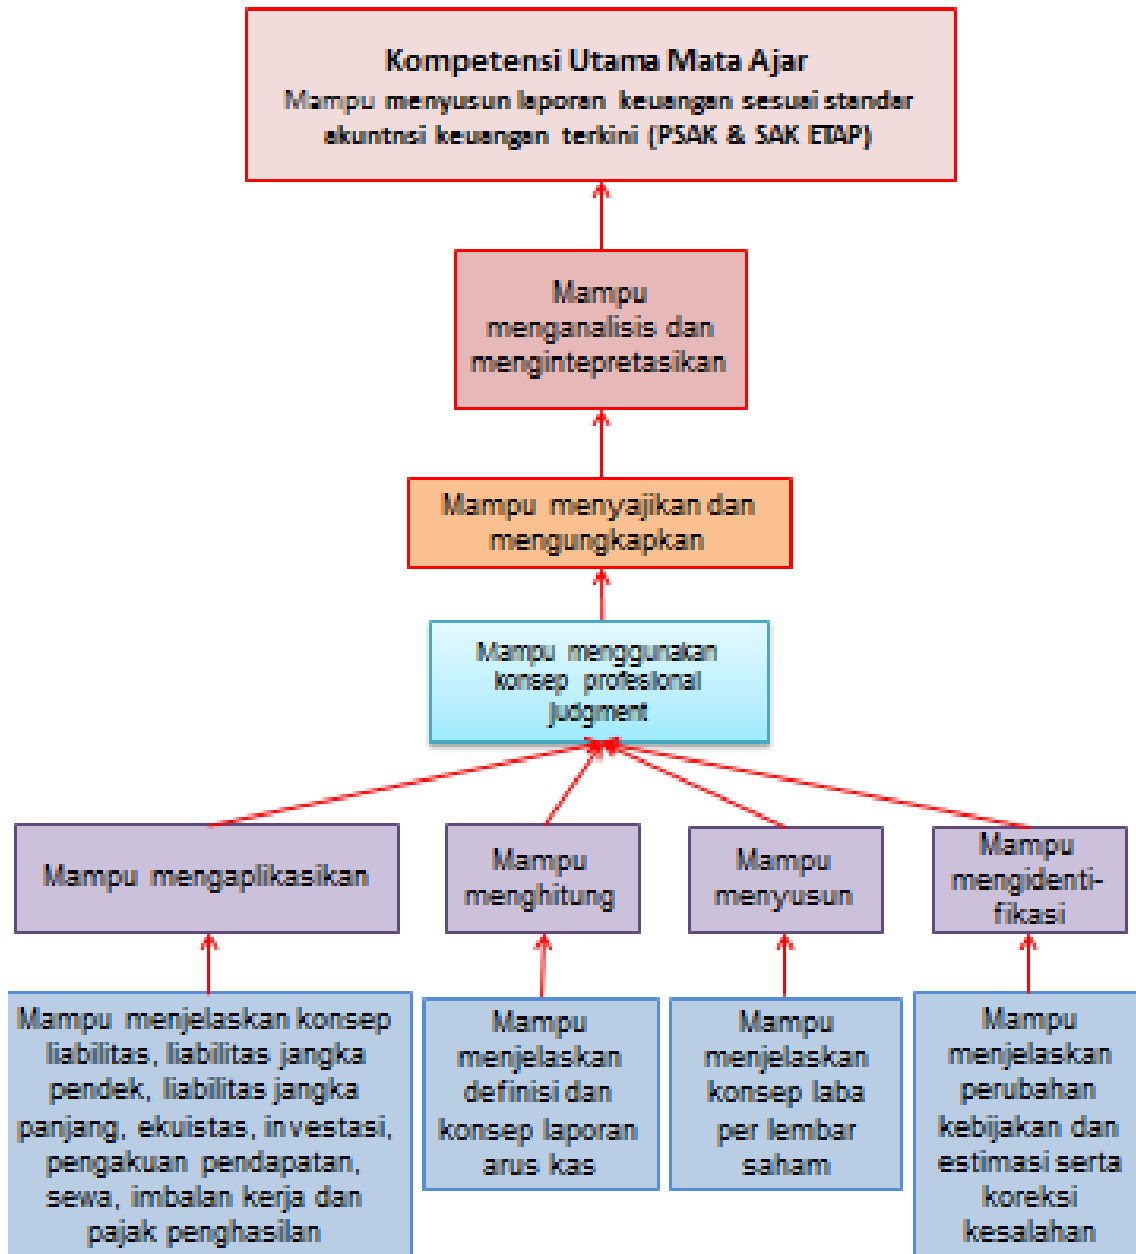 Kompetensi Utama Mata Ajar
Mampu menyusun laporan keuangan sesuai standar
akuntnsi keuangan terkini (PSAK & SAK ETAP)
Mampu
menganalisis dan
mengintepretasikan
Mampu menyajikan dan
mengungkapkan
Mampu menggunakan
konsep profesional
judgment
Mampu mengaplikasikan
Mampu
menghitung
Mampu
menyusun
Mampu
mengidenti-
fikasi
Mampu menjelaskan konsep
liabilitas, liabilitas jangka
pendek, liabilitas jangka
panjang, ekuistas, investasi,
pengakuan pendapatan,
sewa, imbalan kerja dan
pajak penghasilan
Mampu
menjelaskan
definisi dan
konsep laporan
arus kas
Mampu
menjelaskan
konsep laba
per lembar
saham
Mampu
menjelaskan
perubahan
kebijakan dan
estimasi serta
koreksi
kesalahan